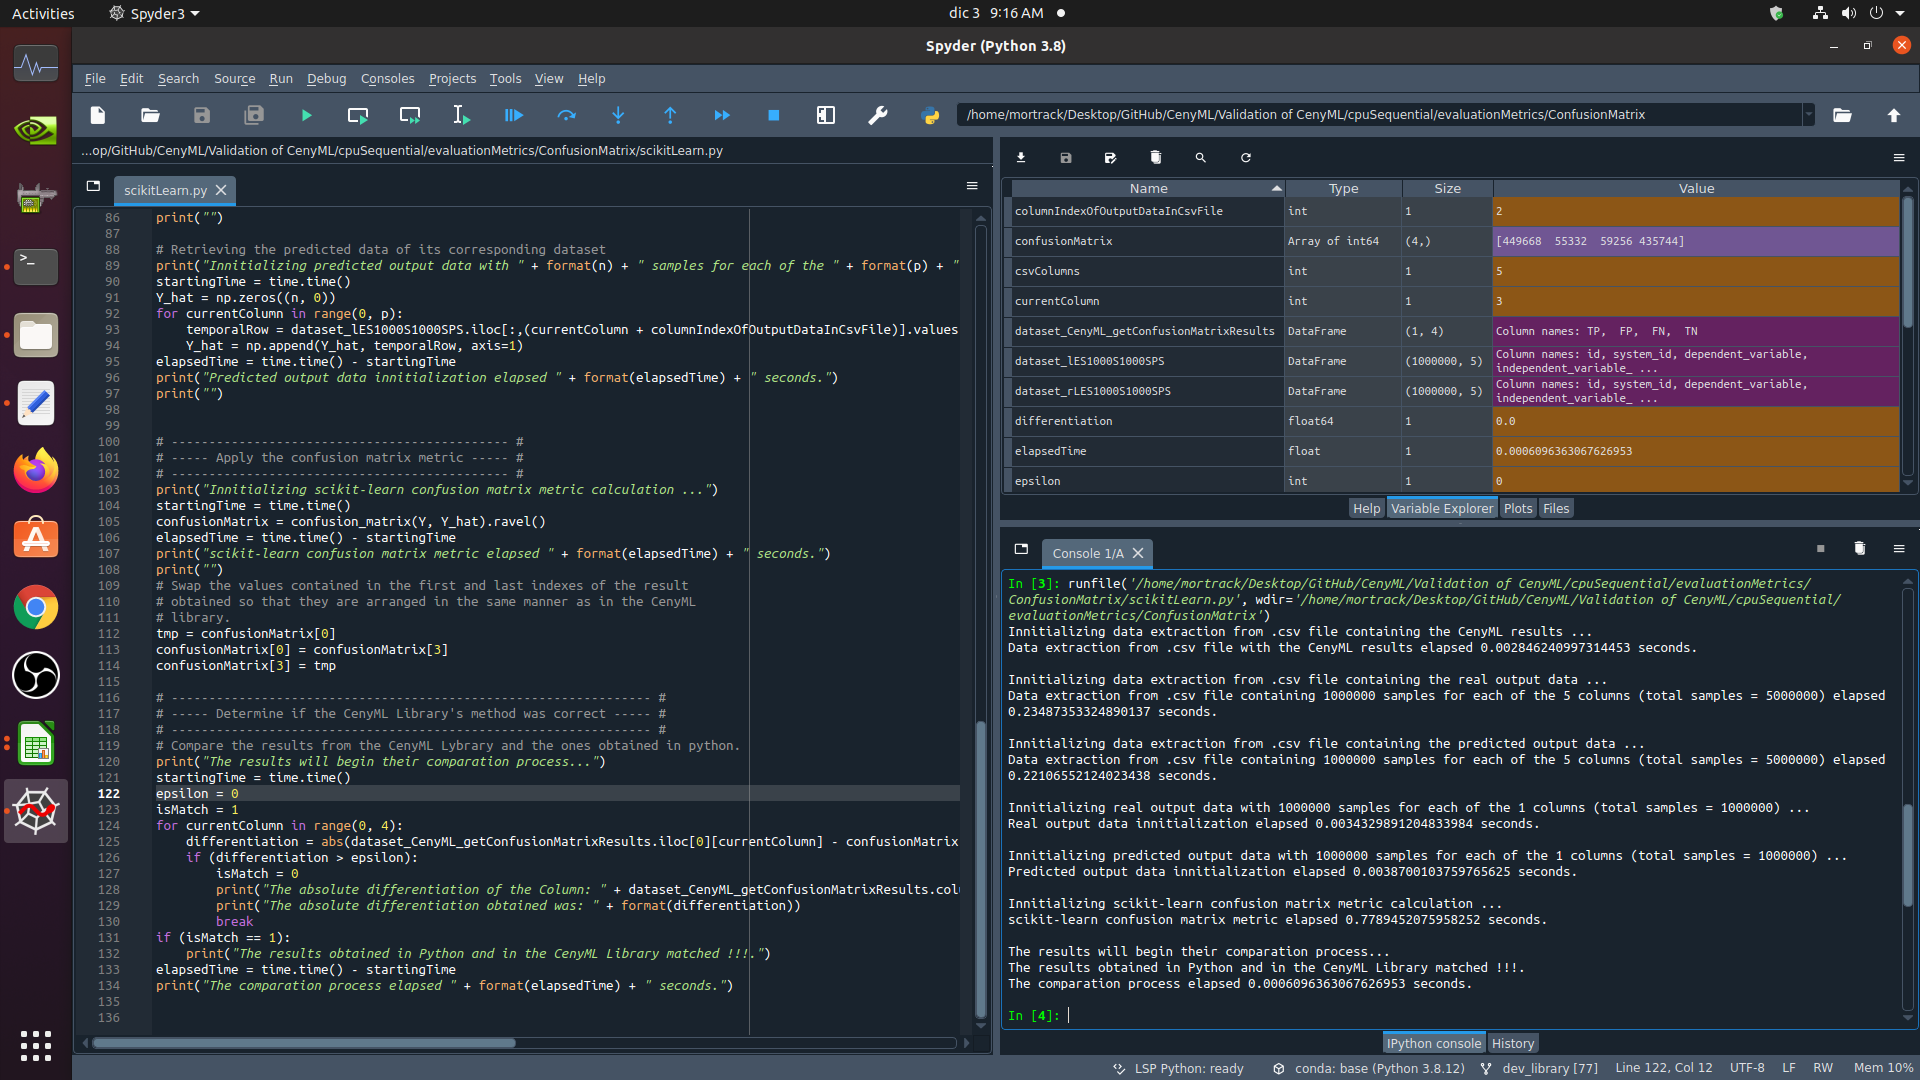 Activities
Spyder3
dic 3 9:16 AM
Spyder (Python 3.8)
File Edit Search Source Run Debug Consoles Projects Tools View Help
/home/mortrack/Desktop/GitHub/CenyML/Validation of CenyML/cpuSequential/evaluationMetrics/ConfusionMatrix
...op/GitHub/CenyML/Validation of CenyML/cpuSequential/evaluationMetrics/ConfusionMatrix/scikitLearn.py
scikitLearn.py
86 print("")
87
88 # Retrieving the predicted data of its corresponding dataset
89 print("Innitializing predicted output data with " + format(n) + " samples for each of the " + format(p) + "
90 startingTime = time.time()
91 Y_hat = np.zeros((n, 0))
92 for currentColumn in range(0, p):
93 temporalRow = dataset_lES1000S1000SPS.iloc[:,(currentColumn + columnIndexOfOutputDataInCsvFile)].values
94 Y_hat = np.append(Y_hat, temporalRow, axis=1)
95 elapsedTime = time.time() - startingTime
96 print("Predicted output data innitialization elapsed " + format(elapsedTime) + " seconds.")
97 print("")
98
99
100 # --------------------------------------------- #
101 # ----- Apply the confusion matrix metric ----- #
102 # --------------------------------------------- #
103 print("Innitializing scikit-learn confusion matrix metric calculation ...")
104 startingTime = time.time()
105 confusionMatrix = confusion_matrix(Y, Y_hat).ravel()
106 elapsedTime = time.time() - startingTime
107 print("scikit-learn confusion matrix metric elapsed " + format(elapsedTime) + " seconds.")
108 print("")
109 # Swap the values contained in the first and last indexes of the result
110 # obtained so that they are arranged in the same manner as in the CenyML
111 # library.
112 tmp = confusionMatrix[0]
113 confusionMatrix[0] = confusionMatrix[3]
114 confusionMatrix[3] = tmp
115
116 # ---------------------------------------------------------------- #
117 # ----- Determine if the CenyML Library's method was correct ----- #
118 # ---------------------------------------------------------------- #
119 # Compare the results from the CenyML Lybrary and the ones obtained in python.
120 print("The results will begin their comparation process...")
121 startingTime = time.time()
122 epsilon = 0
123 isMatch = 1
124 for currentColumn in range(0, 4):
125 differentiation = abs(dataset_CenyML_getConfusionMatrixResults.iloc[0][currentColumn] - confusionMatrix
126 if (differentiation > epsilon):
127 isMatch = 0
128 print("The absolute differentiation of the Column: " + dataset_CenyML_getConfusionMatrixResults.col
129 print("The absolute differentiation obtained was: " + format(differentiation))
130 break
131 if (isMatch == 1):
132 print("The results obtained in Python and in the CenyML Library matched !!!.")
133 elapsedTime = time.time() - startingTime
134 print("The comparation process elapsed " + format(elapsedTime) + " seconds.")
135
136
Name Type Size Value
columnIndexOfOutputDataInCsvFile int 1 2
confusionMatrix Array of int64 (4,) [449668 55332 59256 435744]
csvColumns int 1 5
currentColumn int 1 3
dataset_CenyML_getConfusionMatrixResults DataFrame (1, 4) Column names: TP, FP, FN, TN
dataset_lES1000S1000SPS DataFrame (1000000, 5) Column names: id, system_id, dependent_variable,
independent_variable_ ...
dataset_rLES1000S1000SPS DataFrame (1000000, 5) Column names: id, system_id, dependent_variable,
independent_variable_ ...
differentiation float64 1 0.0
elapsedTime float 1 0.0006096363067626953
epsilon int 1 0
Help Variable Explorer Plots Files
Console 1/A
In [3]: runfile('/home/mortrack/Desktop/GitHub/CenyML/Validation of CenyML/cpuSequential/evaluationMetrics/
ConfusionMatrix/scikitLearn.py', wdir='/home/mortrack/Desktop/GitHub/CenyML/Validation of CenyML/cpuSequential/
evaluationMetrics/ConfusionMatrix')
Innitializing data extraction from .csv file containing the CenyML results ...
Data extraction from .csv file with the CenyML results elapsed 0.002846240997314453 seconds.
Innitializing data extraction from .csv file containing the real output data ...
Data extraction from .csv file containing 1000000 samples for each of the 5 columns (total samples = 5000000) elapsed
0.23487353324890137 seconds.
Innitializing data extraction from .csv file containing the predicted output data ...
Data extraction from .csv file containing 1000000 samples for each of the 5 columns (total samples = 5000000) elapsed
0.22106552124023438 seconds.
Innitializing real output data with 1000000 samples for each of the 1 columns (total samples = 1000000) ...
Real output data innitialization elapsed 0.0034329891204833984 seconds.
Innitializing predicted output data with 1000000 samples for each of the 1 columns (total samples = 1000000) ...
Predicted output data innitialization elapsed 0.0038700103759765625 seconds.
Innitializing scikit-learn confusion matrix metric calculation ...
scikit-learn confusion matrix metric elapsed 0.7789452075958252 seconds.
The results will begin their comparation process...
The results obtained in Python and in the CenyML Library matched !!!.
The comparation process elapsed 0.0006096363067626953 seconds.
In [4]:
IPython console History
LSP Python: ready conda: base (Python 3.8.12) dev_library [77] Line 122, Col 12 UTF-8 LF RW Mem 10%